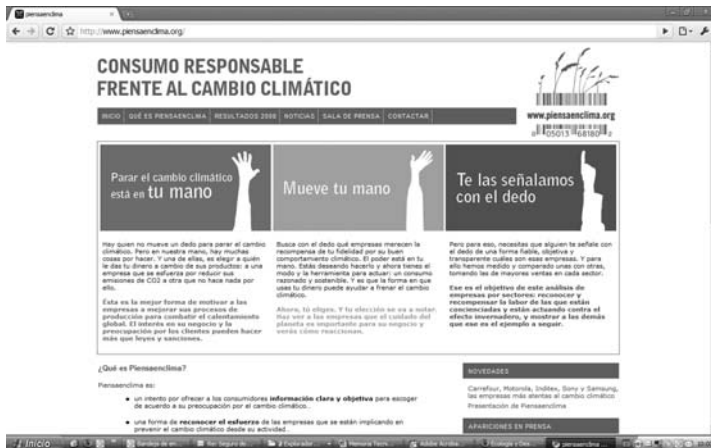 piensaenclima
http://www.piensaenclima.org/
CONSUMO RESPONSABLE
FRENTE AL CAMBIO CLIMÁTICO
www.piensaenclima.org
INICIO QUÉ ES PIENSAENCLIMA RESULTADOS 2008 NOTICIAS SALA DE PRENSA CONTACTAR
05013 68180 2
Parar el cambio climático
está en tu mano
Mueve tu mano
Te las señalamos
con el dedo
Hay quien no mueve un dedo para parar el cambio
climático. Pero en nuestra mano, hay muchas
cosas por hacer. Y una de ellas, es elegir a quién
le das tu dinero a cambio de sus productos: a una
empresa que se esfuerza por reducir sus
emisiones de CO2 a otra que no hace nada por
ello.
Ésta es la mejor forma de motivar a las
empresas a mejorar sus procesos de
producción para combatir el calentamiento
global. El interés en su negocio y la
preocupación por los clientes pueden hacer
más que leyes y sanciones.
Busca con el dedo qué empresas merecen la
recompensa de tu fidelidad por su buen
comportamiento climático. El poder está en tu
mano. Estás deseando hacerlo y ahora tienes el
modo y la herramienta para actuar: un consumo
razonado y sostenible. Y es que la forma en que
usas tu dinero puede ayudar a frenar el cambio
climático.
Ahora, tú eliges. Y tu elección se va a notar.
Haz ver a las empresas que el cuidado del
planeta es importante para su negocio y
verás cómo reaccionan.
Pero para eso, necesitas que alguien te señale con
el dedo de una forma fiable, objetiva y
transparente cuáles son esas empresas. Y para
ello hemos medido y comparado unas con otras,
tomando las de mayores ventas en cada sector.
Ese es el objetivo de este análisis de
empresas por sectores: reconocer y
recompensar la labor de las que están
concienciadas y están actuando contra el
efecto invernadero, y mostrar a las demás
que ese es el ejemplo a seguir.
¿Qué es Piensaenclima?
Piensaenclima es:
un intento por ofrecer a los consumidores información clara y objetiva para escoger
de acuerdo a su preocupación por el cambio climático.
una forma de reconocer el esfuerzo de las empresas que se están implicando en
prevenir el cambio climático desde su actividad.
NOVEDADES
Carrefour, Motorola, Inditex, Sony y Samsung,
las empresas más atentas al cambio climático
Presentación de Piensaenclima
APARICIONES EN PRENSA
Inicio